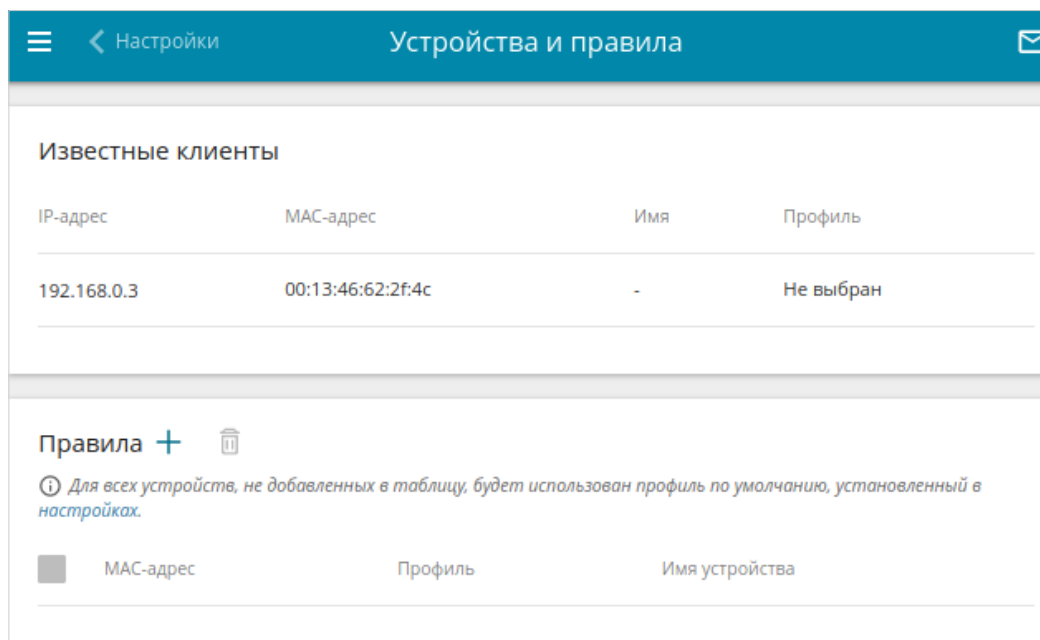 Настройки
Устройства и правила
Известные клиенты
IP-адрес MAC-адрес Имя Профиль
192.168.0.3 00:13:46:62:2f:4c - Не выбран
Правила
Для всех устройств, не добавленных в таблицу, будет использован профиль по умолчанию, установленный в
настройках.
MAC-адрес Профиль Имя устройства